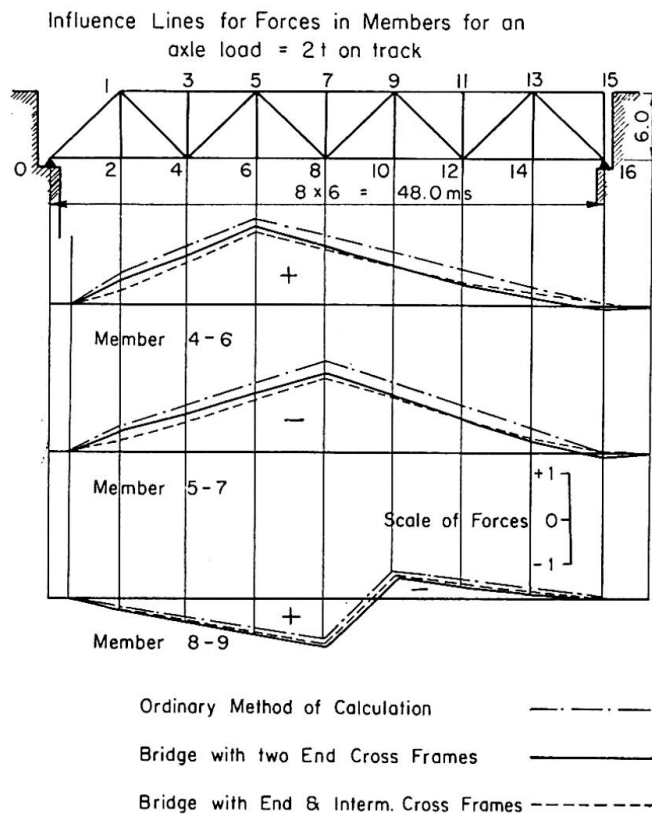 Influence Lines for Forces in Members for an
axle load = 2 t on track
1 3 5 7 9 11 13 15
6.0
0 2 4 6 8 10 12 14 16
8 x 6 = 48.0 ms
+
Member 4-6
−
Member 5-7
+1
Scale of Forces 0
-1
+ −
Member 8-9
Ordinary Method of Calculation
Bridge with two End Cross Frames
Bridge with End & Interm. Cross Frames